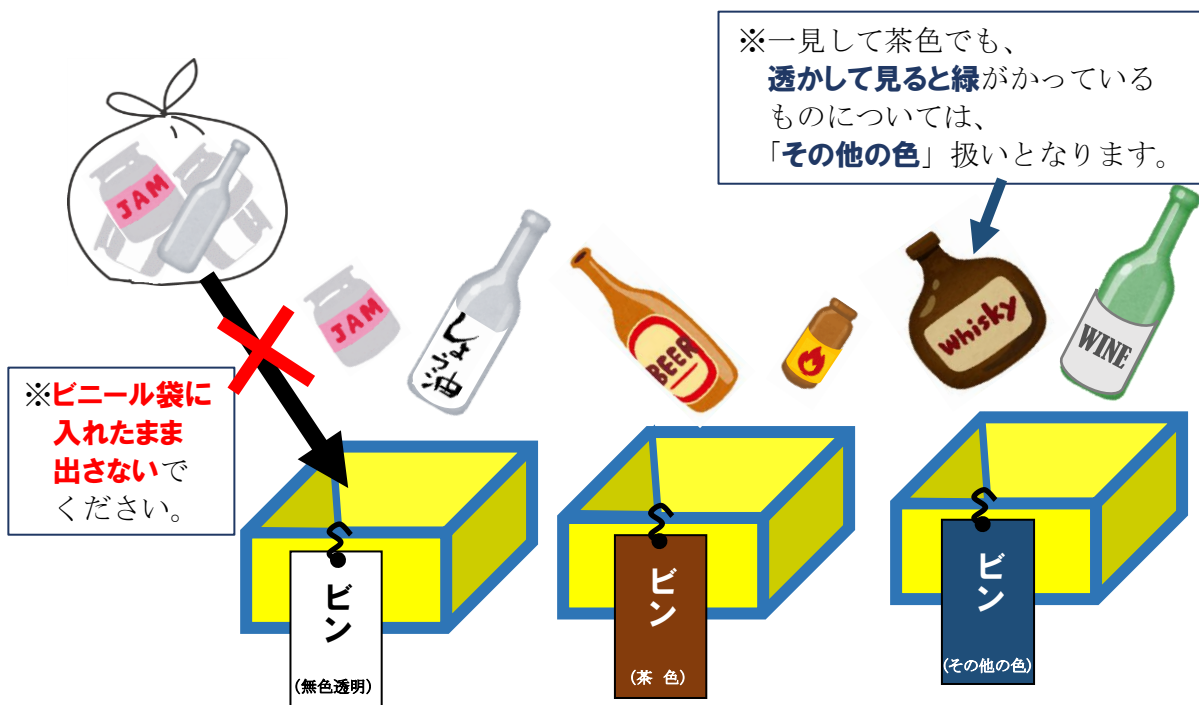 ※一見して茶色でも、
透かして見ると緑がかっている
ものについては、
「その他の色」扱いとなります。
JAM
JAM
しょうゆ油
BEER
Whisky
WINE
※ビニール袋に
入れたまま
出さないで
ください。
ビン
(無色透明)
ビン
(茶 色)
ビン
(その他の色)